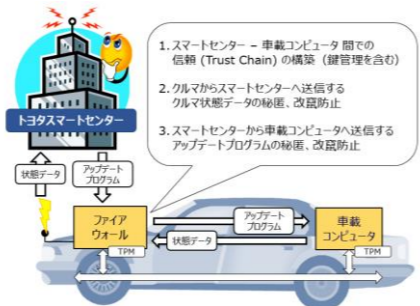 1. スマートセンター – 車載コンピュータ 間での
信頼 (Trust Chain) の構築（鍵管理を含む）
2. クルマからスマートセンターへ送信する
クルマ状態データの秘匿、改竄防止
3. スマートセンターから車載コンピュータへ送信する
アップデートプログラムの秘匿、改竄防止
トヨタスマートセンター
状態データ
アップデート
プログラム
ファイア
ウォール
TPM
アップデート
プログラム
状態データ
車載
コンピュータ
TPM